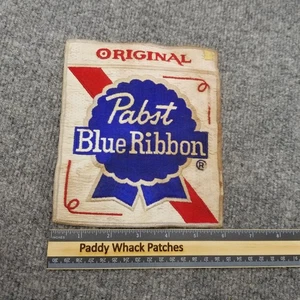 ORIGINAL
Pabst
Blue Ribbon
®
Paddy Whack Patches